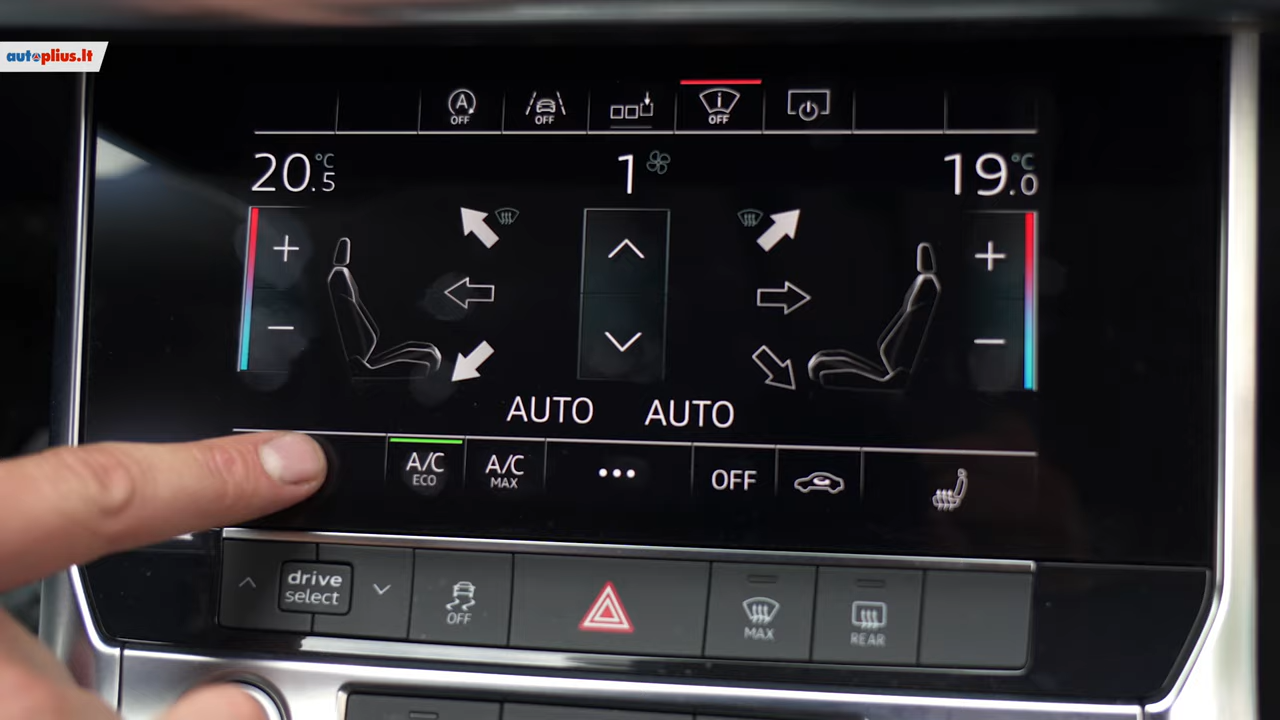 autoplius.lt
A OFF
OFF
i OFF
20.5 °C
1
19.0 °C
AUTO AUTO
A/C ECO
A/C MAX
OFF
drive select
OFF
MAX
REAR